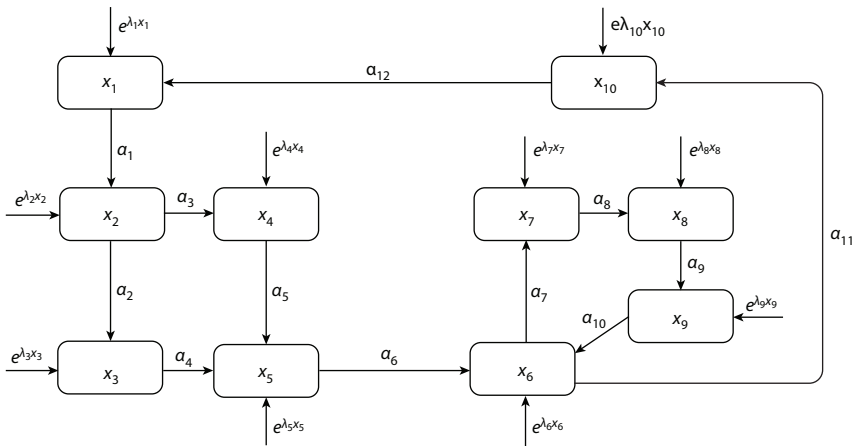 e^{λ₁x₁}
eλ₁₀x₁₀
x₁
α₁₂
x₁₀
α₁
e^{λ₄x₄}
e^{λ₇x₇}
e^{λ₈x₈}
e^{λ₂x₂}
x₂
α₃
x₄
x₇
α₈
x₈
α₁₁
α₂
α₅
α₇
α₉
e^{λ₉x₉}
x₉
α₁₀
e^{λ₃x₃}
x₃
α₄
x₅
α₆
x₆
e^{λ₅x₅}
e^{λ₆x₆}